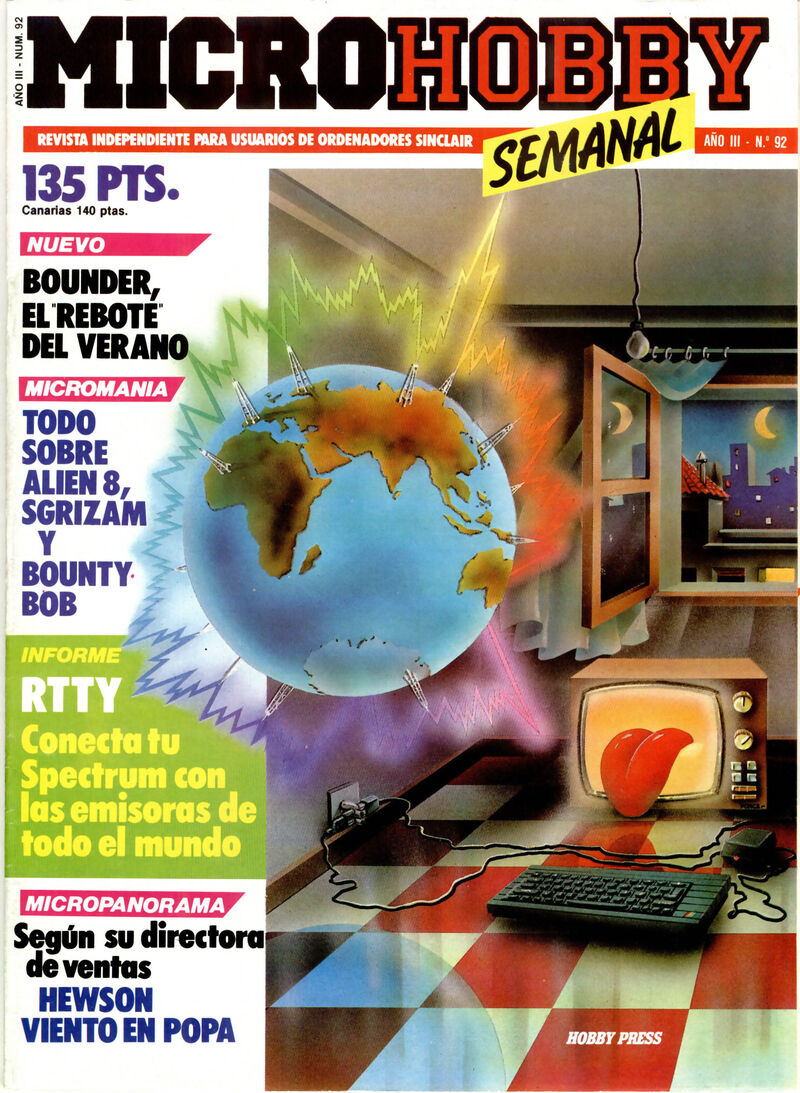 AÑO III - NUM. 92
MICROHOBBY
SEMANAL
REVISTA INDEPENDIENTE PARA USUARIOS DE ORDENADORES SINCLAIR
AÑO III - N.º 92
135 PTS.
Canarias 140 ptas.
NUEVO
BOUNDER,
EL "REBOTE"
DEL VERANO
MICROMANIA
TODO
SOBRE
ALIEN 8,
SGRIZAM
Y
BOUNTY
BOB
INFORME
RTTY
Conecta tu
Spectrum con
las emisoras de
todo el mundo
MICROPANORAMA
Según su directora
de ventas
HEWSON
VIENTO EN POPA
HOBBY PRESS